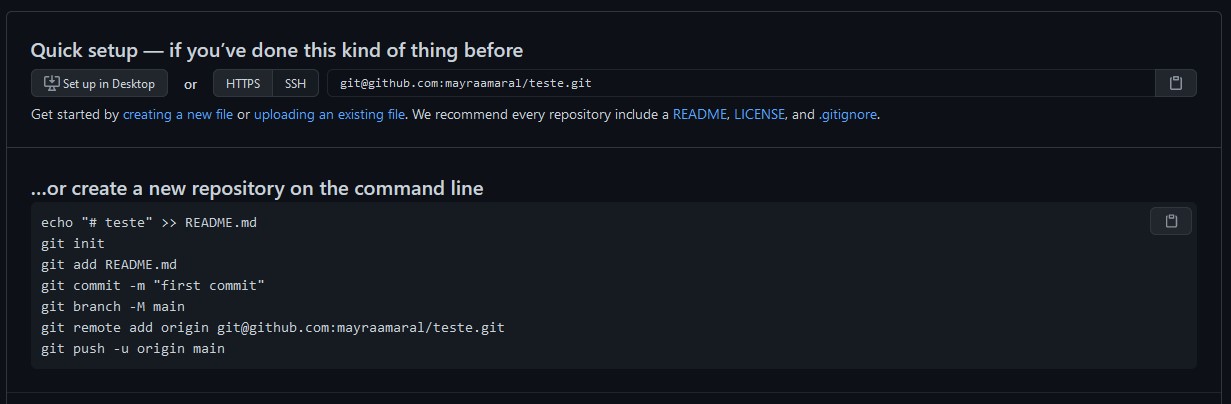 Quick setup — if you’ve done this kind of thing before
Set up in Desktop or HTTPS SSH git@github.com:mayraamaral/teste.git
Get started by creating a new file or uploading an existing file. We recommend every repository include a README, LICENSE, and .gitignore.
…or create a new repository on the command line
echo "# teste" >> README.md
git init
git add README.md
git commit -m "first commit"
git branch -M main
git remote add origin git@github.com:mayraamaral/teste.git
git push -u origin main